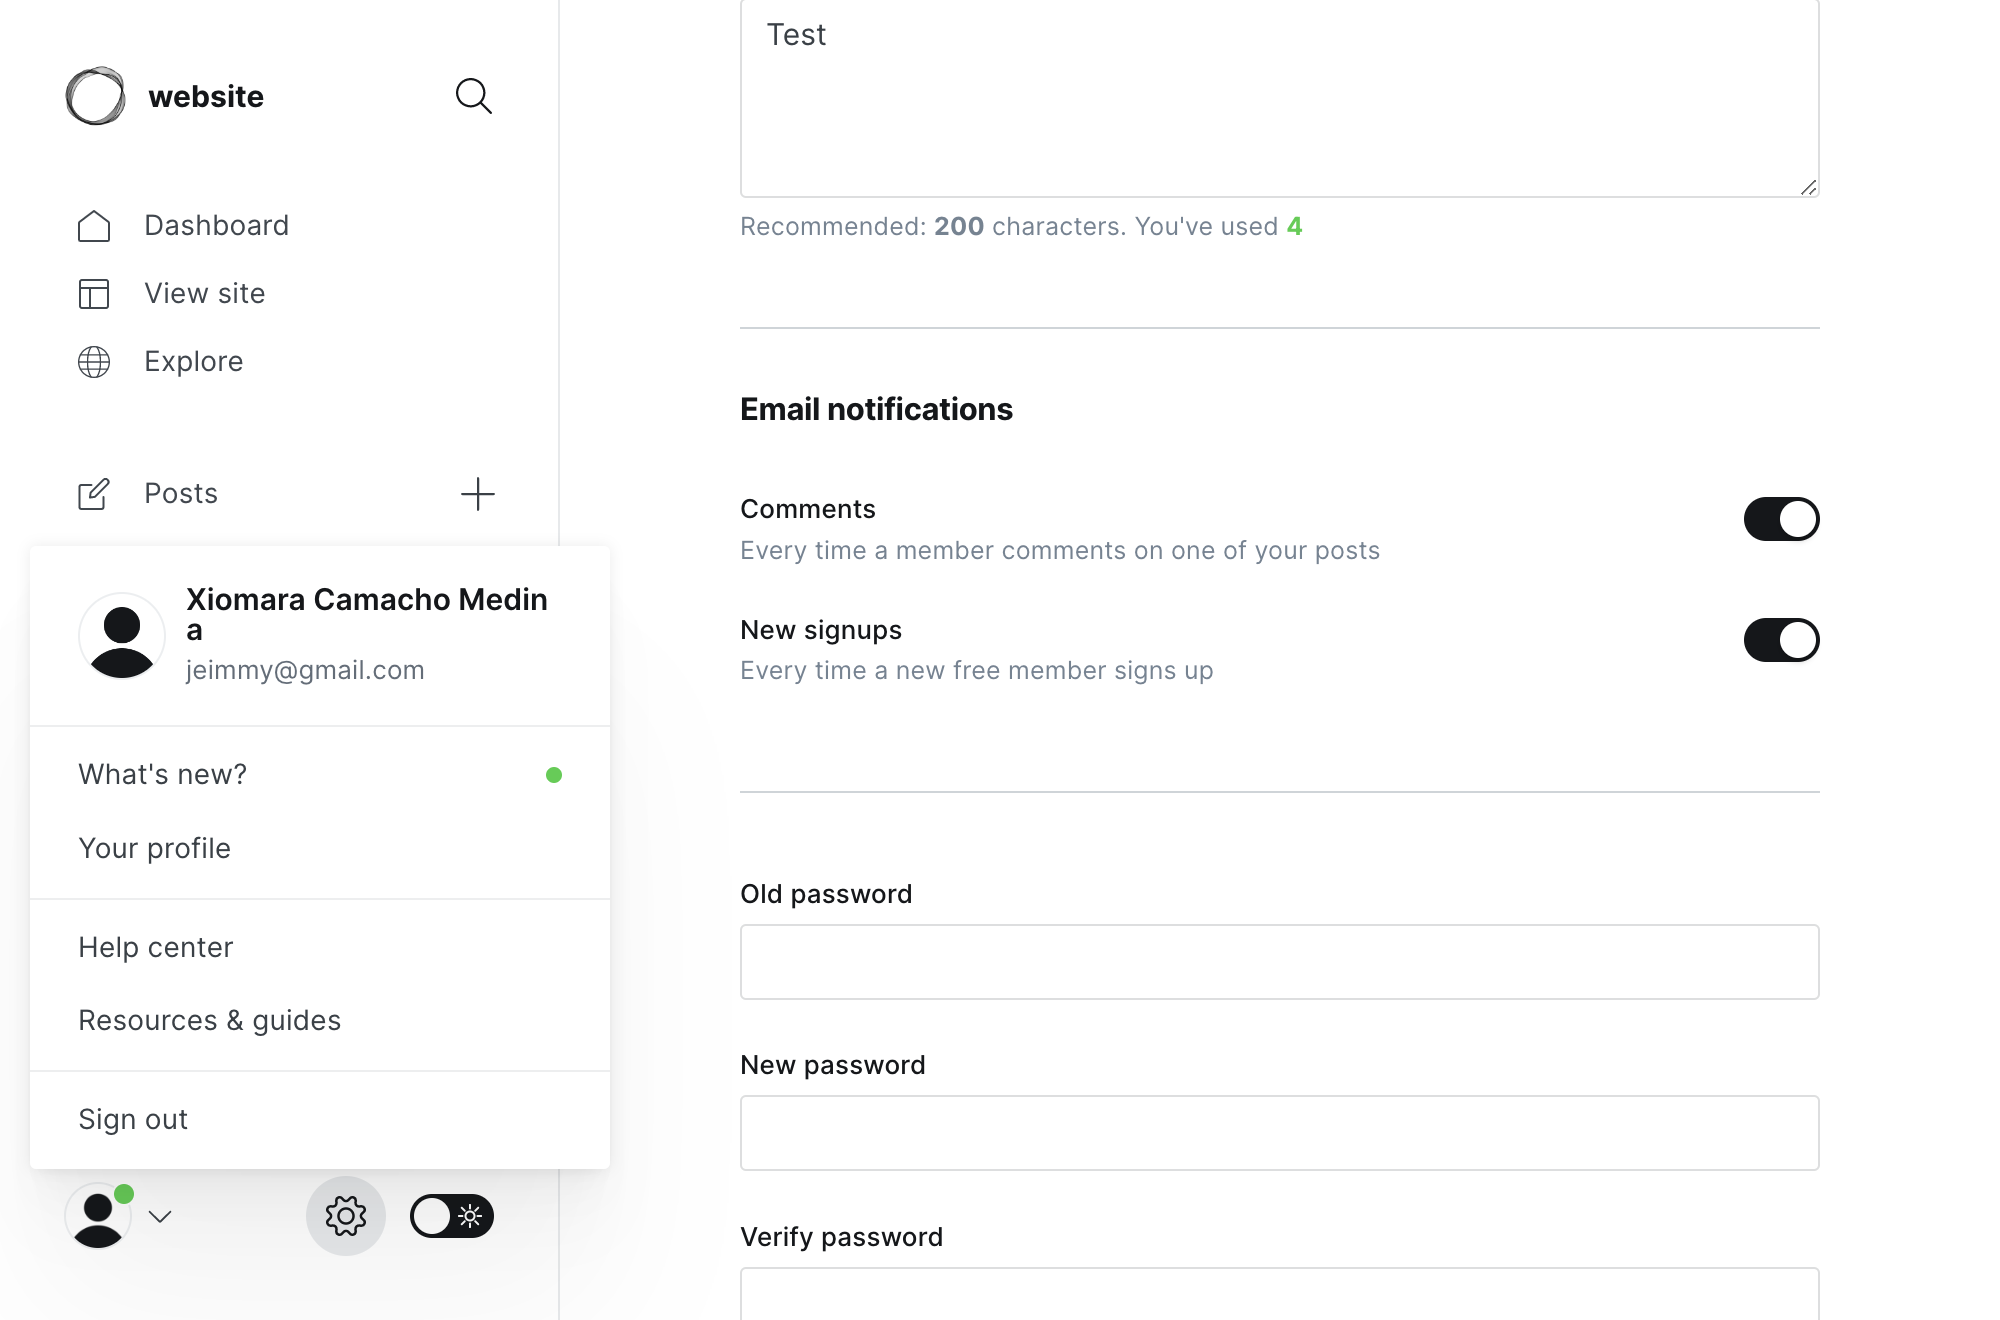 website
Dashboard
View site
Explore
Posts
Xiomara Camacho Medin
a
jeimmy@gmail.com
What's new?
Your profile
Help center
Resources & guides
Sign out
Test
Recommended: 200 characters. You've used 4
Email notifications
Comments
Every time a member comments on one of your posts
New signups
Every time a new free member signs up
Old password
New password
Verify password